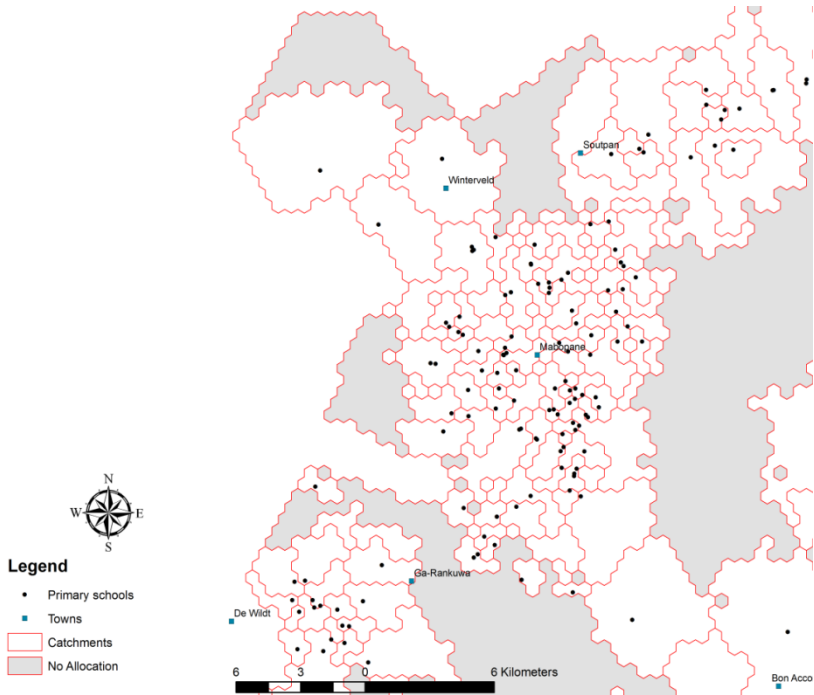 Soutpan
Winterveld
Mabopane
N
W E
S
Legend
Primary schools
Towns
Catchments
No Allocation
Ga-Rankuwa
De Wildt
6 3 0 6 Kilometers
Bon Acco